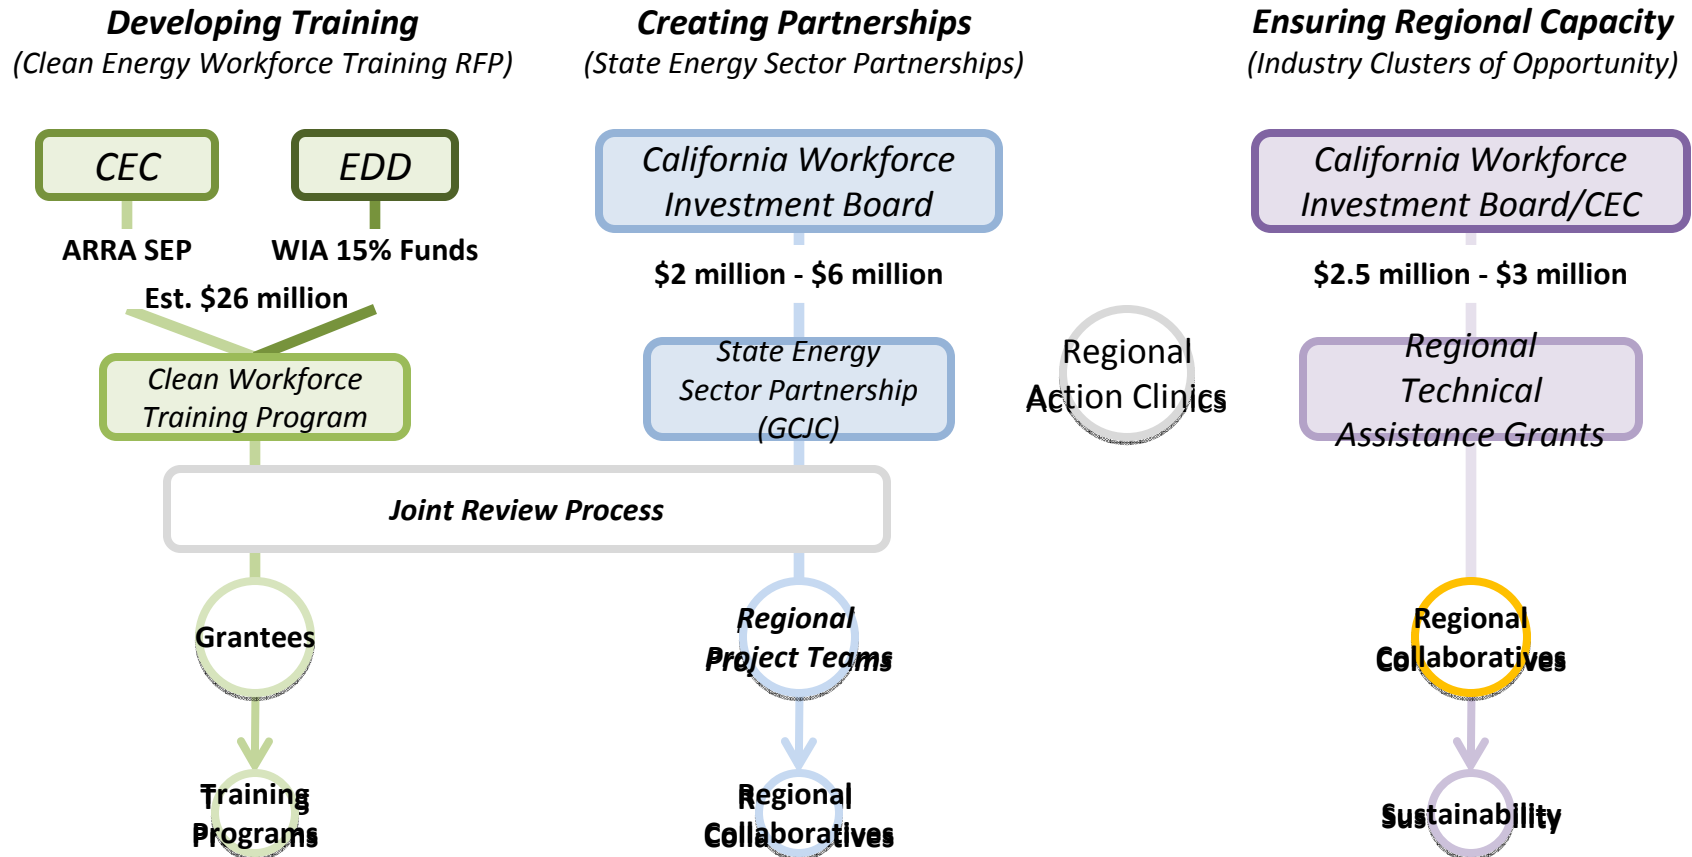 Developing Training
(Clean Energy Workforce Training RFP)
CEC
EDD
ARRA SEP
WIA 15% Funds
Est. $26 million
Clean Workforce
Training Program
Creating Partnerships
(State Energy Sector Partnerships)
California Workforce
Investment Board
$2 million - $6 million
State Energy
Sector Partnership
(GCJC)
Joint Review Process
Grantees
Training
Programs
Regional
Project Teams
Regional
Collaboratives
Regional
Action Clinics
Ensuring Regional Capacity
(Industry Clusters of Opportunity)
California Workforce
Investment Board/CEC
$2.5 million - $3 million
Regional
Technical
Assistance Grants
Regional
Collaboratives
Sustainability